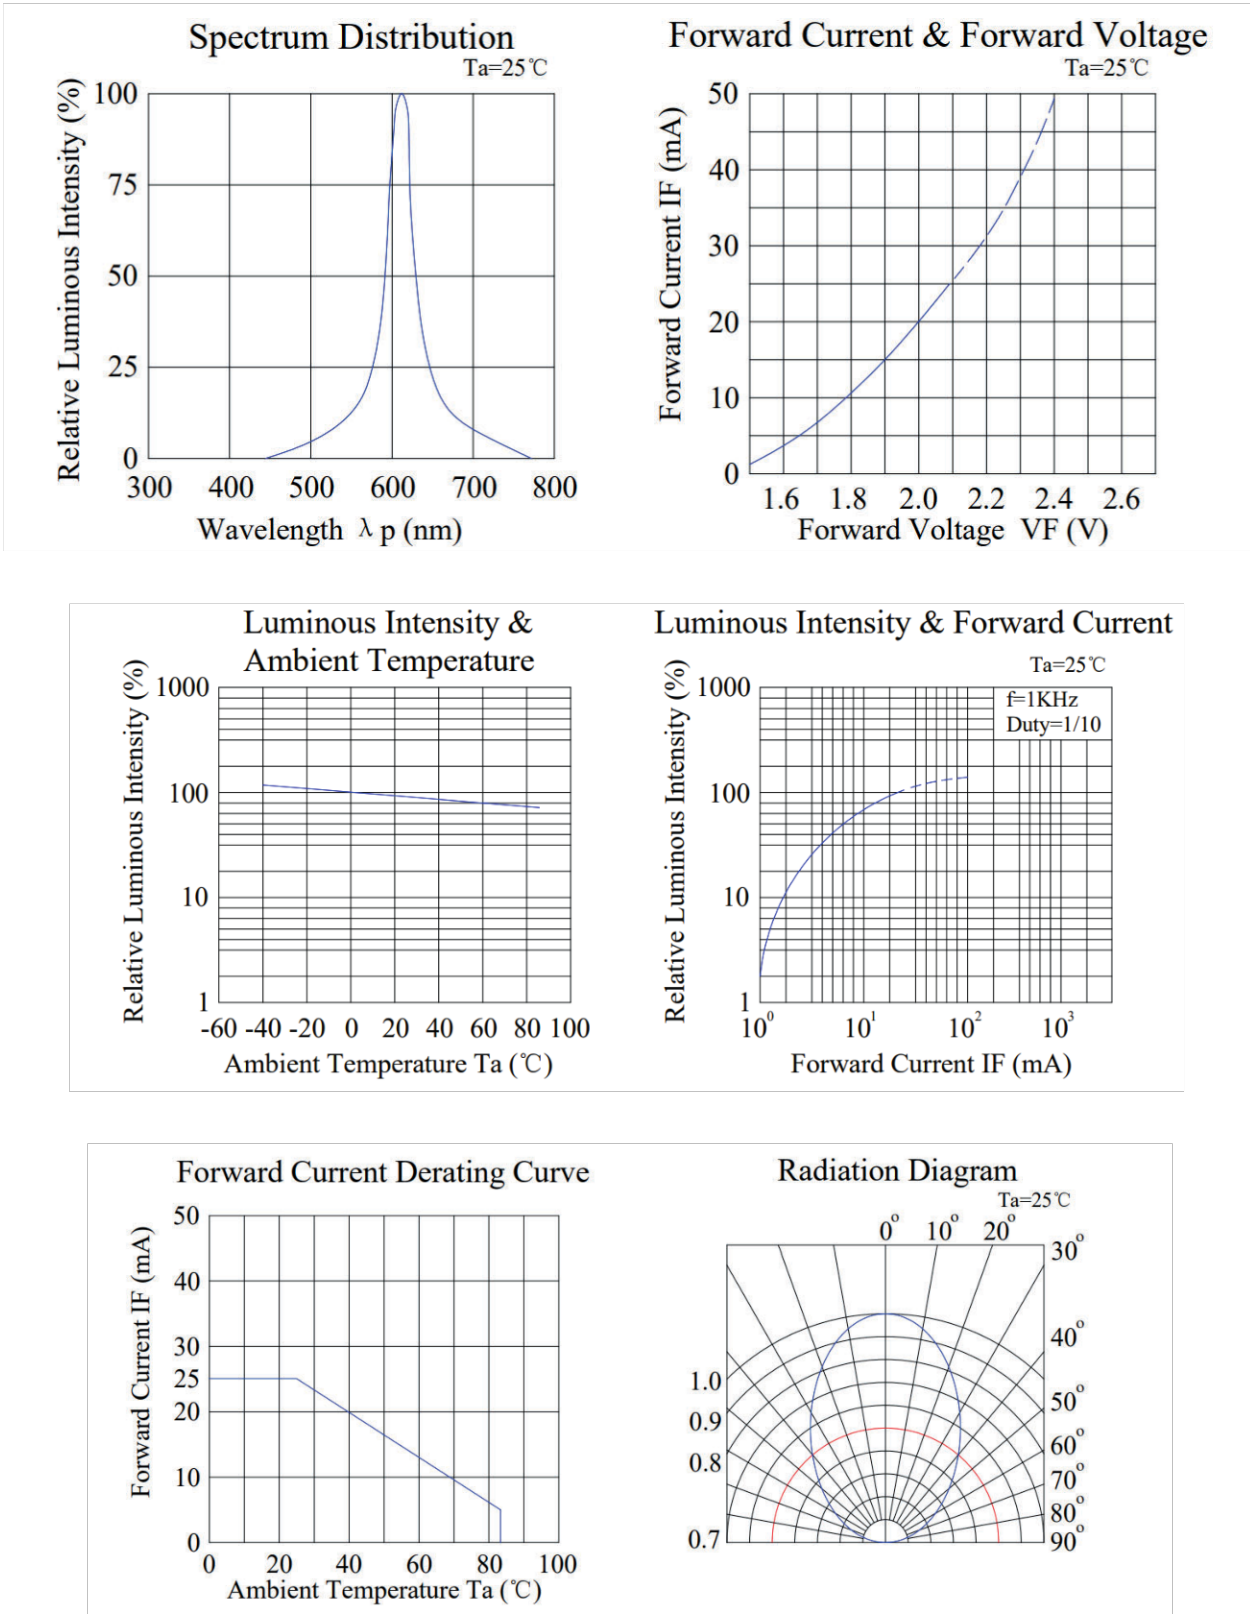 Spectrum Distribution
Ta=25℃
Relative Luminous Intensity (%)
100
75
50
25
0
300 400 500 600 700 800
Wavelength λp (nm)
Forward Current & Forward Voltage
Ta=25℃
Forward Current IF (mA)
50
40
30
20
10
0
1.6 1.8 2.0 2.2 2.4 2.6
Forward Voltage VF (V)
Luminous Intensity &
Ambient Temperature
Relative Luminous Intensity (%)
1000
100
10
1
-60 -40 -20 0 20 40 60 80 100
Ambient Temperature Ta (℃)
Luminous Intensity & Forward Current
Ta=25℃
Relative Luminous Intensity (%)
1000
100
10
1
f=1KHz
Duty=1/10
10⁰ 10¹ 10² 10³
Forward Current IF (mA)
Forward Current Derating Curve
Forward Current IF (mA)
50
40
30
25
20
10
0
0 20 40 60 80 100
Ambient Temperature Ta (℃)
Radiation Diagram
Ta=25℃
0° 10° 20°
30°
40°
50°
60°
70°
80°
90°
1.0
0.9
0.8
0.7